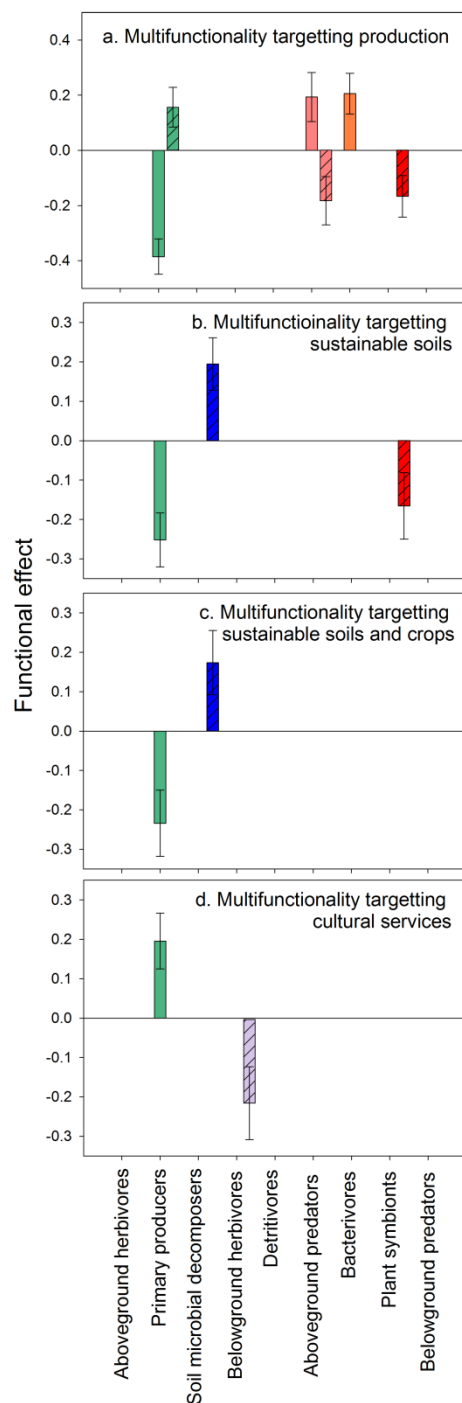 a. Multifunctionality targetting production
0.4
0.2
0.0
-0.2
-0.4
b. Multifunctioinality targetting
sustainable soils
0.3
0.2
0.1
0.0
-0.1
-0.2
-0.3
c. Multifunctionality targetting
sustainable soils and crops
0.3
0.2
0.1
0.0
-0.1
-0.2
-0.3
d. Multifunctionality targetting
cultural services
0.3
0.2
0.1
0.0
-0.1
-0.2
-0.3
Functional effect
Aboveground herbivores
Primary producers
Soil microbial decomposers
Belowground herbivores
Detritivores
Aboveground predators
Bacterivores
Plant symbionts
Belowground predators